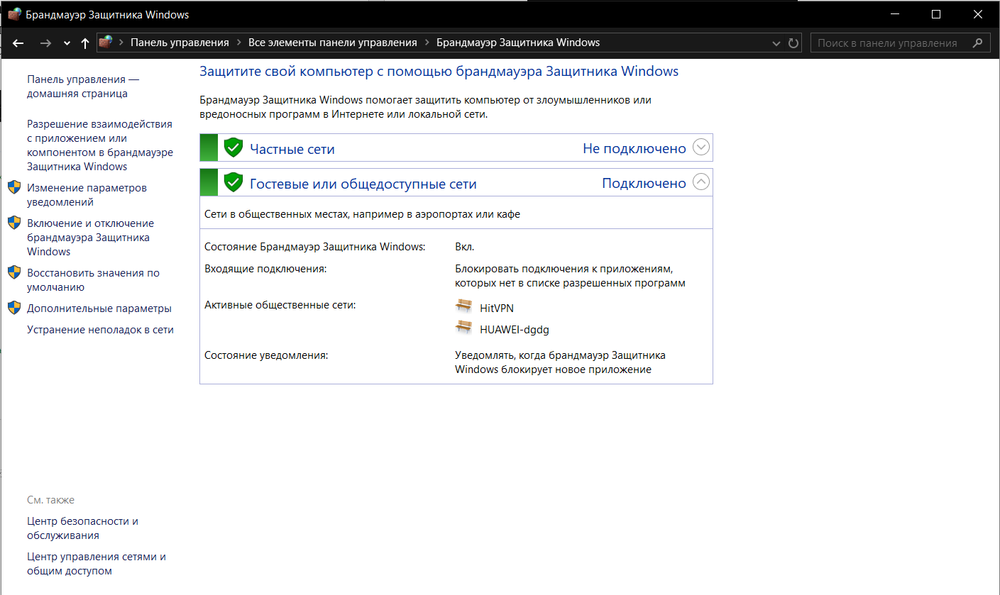 Брандмауэр Защитника Windows
Панель управления
Все элементы панели управления
Брандмауэр Защитника Windows
Поиск в панели управления
Панель управления —
домашняя страница
Разрешение взаимодействия
с приложением или
компонентом в брандмауэре
Защитника Windows
Изменение параметров
уведомлений
Включение и отключение
брандмауэра Защитника
Windows
Восстановить значения по
умолчанию
Дополнительные параметры
Устранение неполадок в сети
Защитите свой компьютер с помощью брандмауэра Защитника Windows
Брандмауэр Защитника Windows помогает защитить компьютер от злоумышленников или
вредоносных программ в Интернете или локальной сети.
Частные сети
Не подключено
Гостевые или общедоступные сети
Подключено
Сети в общественных местах, например в аэропортах или кафе
Состояние Брандмауэр Защитника Windows:
Вкл.
Входящие подключения:
Блокировать подключения к приложениям,
которых нет в списке разрешенных программ
Активные общественные сети:
HitVPN
HUAWEI-dgdg
Состояние уведомления:
Уведомлять, когда брандмауэр Защитника
Windows блокирует новое приложение
См. также
Центр безопасности и
обслуживания
Центр управления сетями и
общим доступом